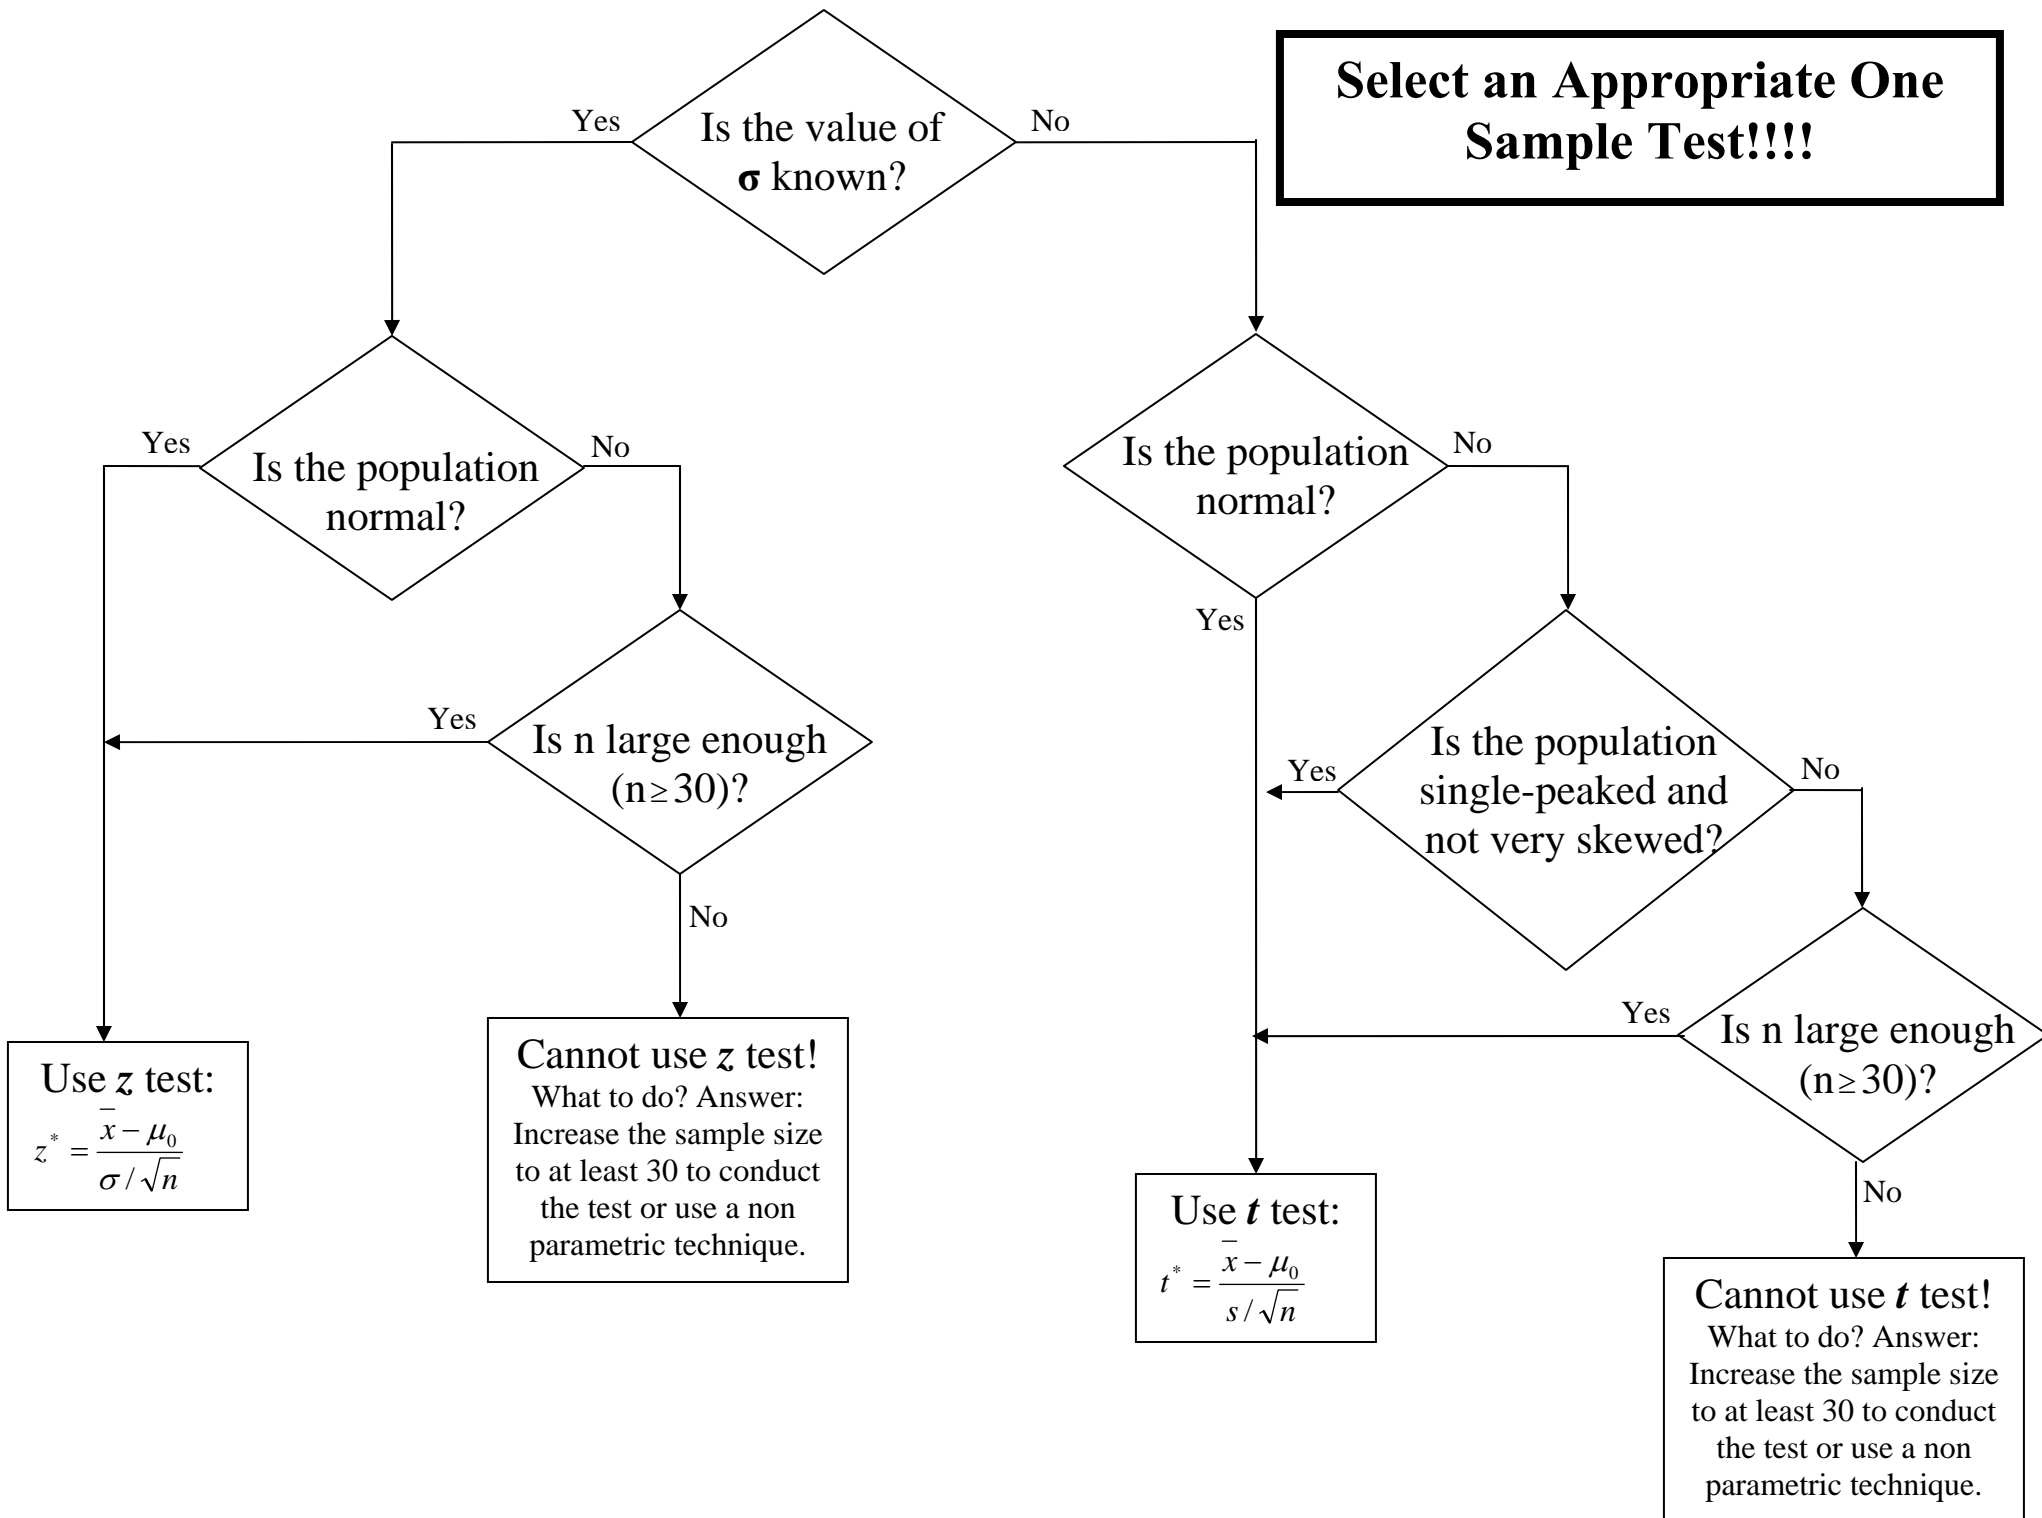 Select an Appropriate One
Sample Test!!!!
Is the value of
σ known?
Yes
No
Is the population
normal?
Yes
No
Is n large enough
(n≥30)?
Yes
No
Use z test:
z* = (x̄ − μ₀) / (σ / √n)
Cannot use z test!
What to do? Answer:
Increase the sample size
to at least 30 to conduct
the test or use a non
parametric technique.
Is the population
normal?
No
Yes
Is the population
single-peaked and
not very skewed?
Yes
No
Is n large enough
(n≥30)?
Yes
No
Use t test:
t* = (x̄ − μ₀) / (s / √n)
Cannot use t test!
What to do? Answer:
Increase the sample size
to at least 30 to conduct
the test or use a non
parametric technique.